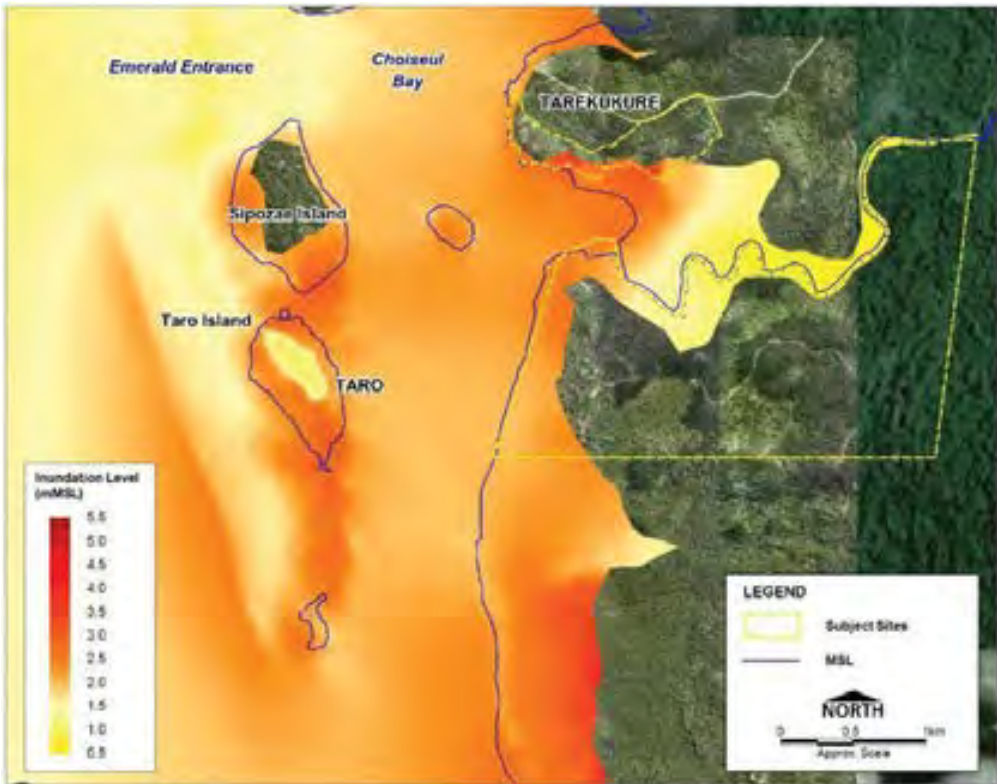 Emerald Entrance
Choiseul
Bay
TAREKUKURE
Sipozae Island
Taro Island
TARO
Inundation Level
(mMSL)
5.5
5.0
4.5
4.0
3.5
3.0
2.5
2.0
1.5
1.0
0.5
LEGEND
Subject Sites
MSL
NORTH
0 0.5 1km
Approx. Scale